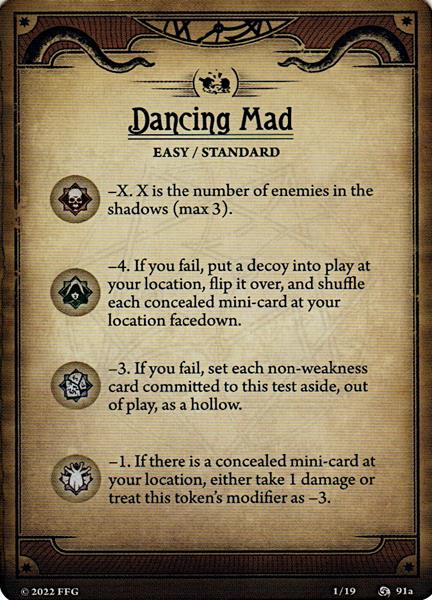 Dancing Mad
EASY / STANDARD
–X. X is the number of enemies in the
shadows (max 3).
–4. If you fail, put a decoy into play at
your location, flip it over, and shuffle
each concealed mini-card at your
location facedown.
–3. If you fail, set each non-weakness
card committed to this test aside, out
of play, as a hollow.
–1. If there is a concealed mini-card at
your location, either take 1 damage or
treat this token's modifier as –3.
© 2022 FFG 1/19 91a